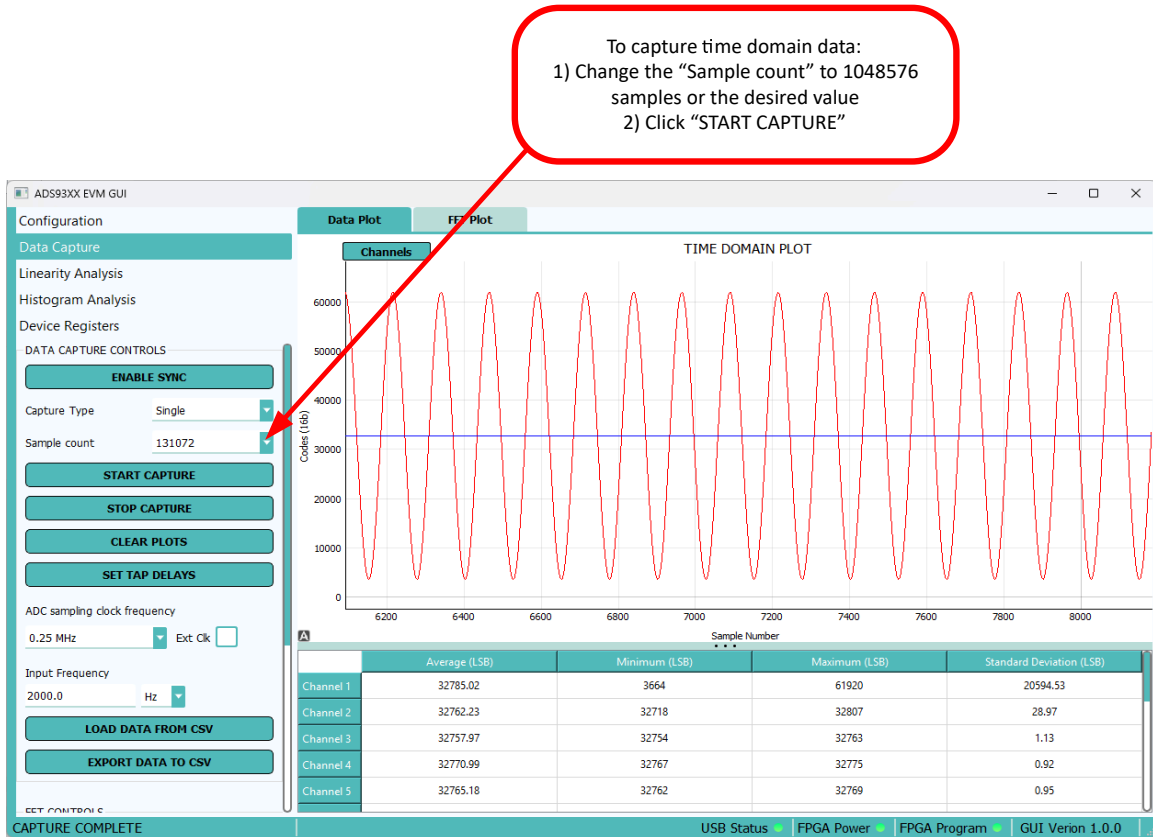 To capture time domain data:
1) Change the “Sample count” to 1048576
samples or the desired value
2) Click “START CAPTURE”
ADS93XX EVM GUI
Configuration
Data Capture
Linearity Analysis
Histogram Analysis
Device Registers
DATA CAPTURE CONTROLS
ENABLE SYNC
Capture Type Single
Sample count 131072
START CAPTURE
STOP CAPTURE
CLEAR PLOTS
SET TAP DELAYS
ADC sampling clock frequency
0.25 MHz Ext Clk
Input Frequency
2000.0 Hz
LOAD DATA FROM CSV
EXPORT DATA TO CSV
FFT CONTROLS
Data Plot FFT Plot
Channels
TIME DOMAIN PLOT
Codes (16b)
60000
50000
40000
30000
20000
10000
0
6200 6400 6600 6800 7000 7200 7400 7600 7800 8000
Sample Number
A
Average (LSB) Minimum (LSB) Maximum (LSB) Standard Deviation (LSB)
Channel 1 32785.02 3664 61920 20594.53
Channel 2 32762.23 32718 32807 28.97
Channel 3 32757.97 32754 32763 1.13
Channel 4 32770.99 32767 32775 0.92
Channel 5 32765.18 32762 32769 0.95
CAPTURE COMPLETE
USB Status FPGA Power FPGA Program GUI Verion 1.0.0